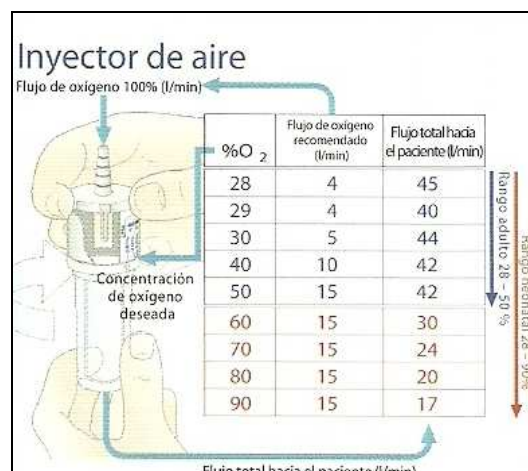 Inyector de aire
Flujo de oxígeno 100% (l/min)
%O 2
Flujo de oxígeno
recomendado
(l/min)
Flujo total hacia
el paciente (l/min)
28 4 45
29 4 40
30 5 44
40 10 42
50 15 42
60 15 30
70 15 24
80 15 20
90 15 17
Concentración
de oxígeno
deseada
Rango adulto 28 – 50 %
Rango neonatal 28 – 90%
Flujo total hacia el paciente (l/min)